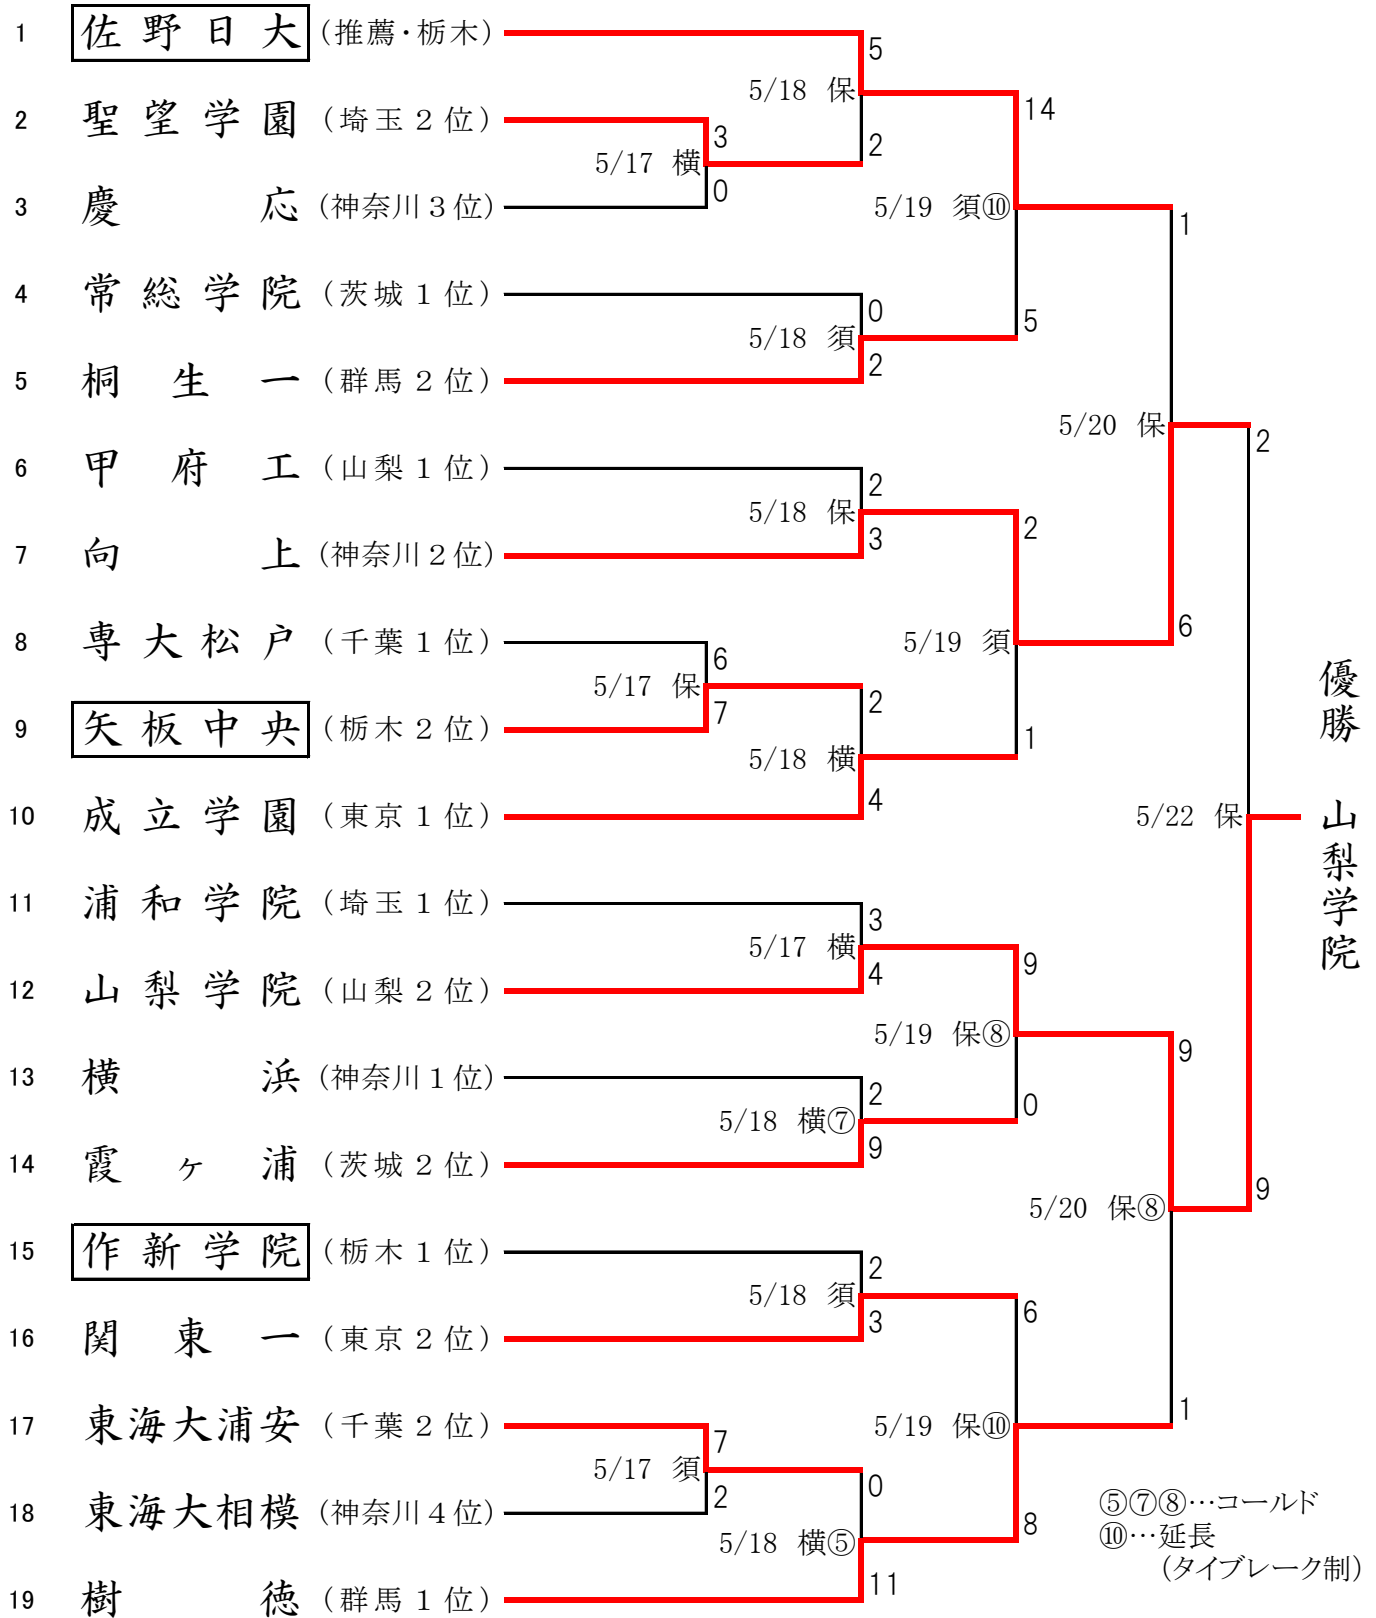 1 佐野日大 (推薦・栃木)
2 聖望学園 (埼玉2位)
3 慶応 (神奈川3位)
4 常総学院 (茨城1位)
5 桐生一 (群馬2位)
6 甲府工 (山梨1位)
7 向上 (神奈川2位)
8 専大松戸 (千葉1位)
9 矢板中央 (栃木2位)
10 成立学園 (東京1位)
11 浦和学院 (埼玉1位)
12 山梨学院 (山梨2位)
13 横浜 (神奈川1位)
14 霞ヶ浦 (茨城2位)
15 作新学院 (栃木1位)
16 関東一 (東京2位)
17 東海大浦安 (千葉2位)
18 東海大相模 (神奈川4位)
19 樹徳 (群馬1位)
3
5/17 横
0
6
5/17 保
7
7
5/17 須
2
5
5/18 保
2
0
5/18 須
2
2
5/18 保
3
2
5/18 横
4
3
5/17 横
4
2
5/18 横⑦
9
2
5/18 須
3
0
5/18 横⑤
11
14
5/19 須⑩
5
2
5/19 須
1
9
5/19 保⑧
0
6
5/19 保⑩
8
1
5/20 保
6
9
5/20 保⑧
1
2
5/22 保
9
優勝 山梨学院
⑤⑦⑧…コールド
⑩…延長
(タイブレーク制)